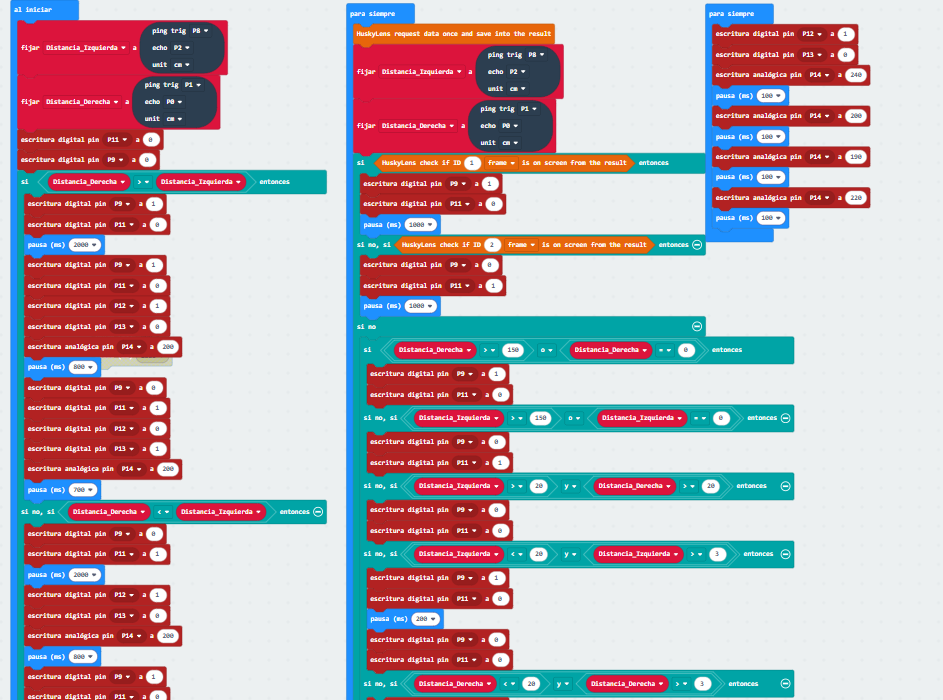 al iniciar
fijar Distancia_Izquierda a ping trig P8 echo P2 unit cm
fijar Distancia_Derecha a ping trig P1 echo P0 unit cm
escritura digital pin P11 a 0
escritura digital pin P9 a 0
si Distancia_Derecha > Distancia_Izquierda entonces
escritura digital pin P9 a 1
escritura digital pin P11 a 0
pausa (ms) 2000
escritura digital pin P9 a 1
escritura digital pin P11 a 0
escritura digital pin P12 a 1
escritura digital pin P13 a 0
escritura analógica pin P14 a 200
pausa (ms) 800
escritura digital pin P9 a 0
escritura digital pin P11 a 1
escritura digital pin P12 a 0
escritura digital pin P13 a 1
escritura analógica pin P14 a 200
pausa (ms) 700
si no, si Distancia_Derecha < Distancia_Izquierda entonces
escritura digital pin P9 a 0
escritura digital pin P11 a 1
pausa (ms) 2000
escritura digital pin P12 a 1
escritura digital pin P13 a 0
escritura analógica pin P14 a 200
pausa (ms) 800
escritura digital pin P9 a 1
escritura digital pin P11 a 0
para siempre
HuskyLens request data once and save into the result
fijar Distancia_Izquierda a ping trig P8 echo P2 unit cm
fijar Distancia_Derecha a ping trig P1 echo P0 unit cm
si HuskyLens check if ID 1 frame is on screen from the result entonces
escritura digital pin P9 a 1
escritura digital pin P11 a 0
pausa (ms) 1000
si no, si HuskyLens check if ID 2 frame is on screen from the result entonces
escritura digital pin P9 a 0
escritura digital pin P11 a 1
pausa (ms) 1000
si no
si Distancia_Derecha > 150 o Distancia_Derecha = 0 entonces
escritura digital pin P9 a 1
escritura digital pin P11 a 0
si no, si Distancia_Izquierda > 150 o Distancia_Izquierda = 0 entonces
escritura digital pin P9 a 0
escritura digital pin P11 a 1
si no, si Distancia_Izquierda > 20 y Distancia_Derecha > 20 entonces
escritura digital pin P9 a 0
escritura digital pin P11 a 0
si no, si Distancia_Izquierda < 20 y Distancia_Izquierda > 3 entonces
escritura digital pin P9 a 1
escritura digital pin P11 a 0
pausa (ms) 200
escritura digital pin P9 a 0
escritura digital pin P11 a 0
si no, si Distancia_Derecha < 20 y Distancia_Derecha > 3 entonces
para siempre
escritura digital pin P12 a 1
escritura digital pin P13 a 0
escritura analógica pin P14 a 240
pausa (ms) 100
escritura analógica pin P14 a 200
pausa (ms) 100
escritura analógica pin P14 a 190
pausa (ms) 100
escritura analógica pin P14 a 220
pausa (ms) 100